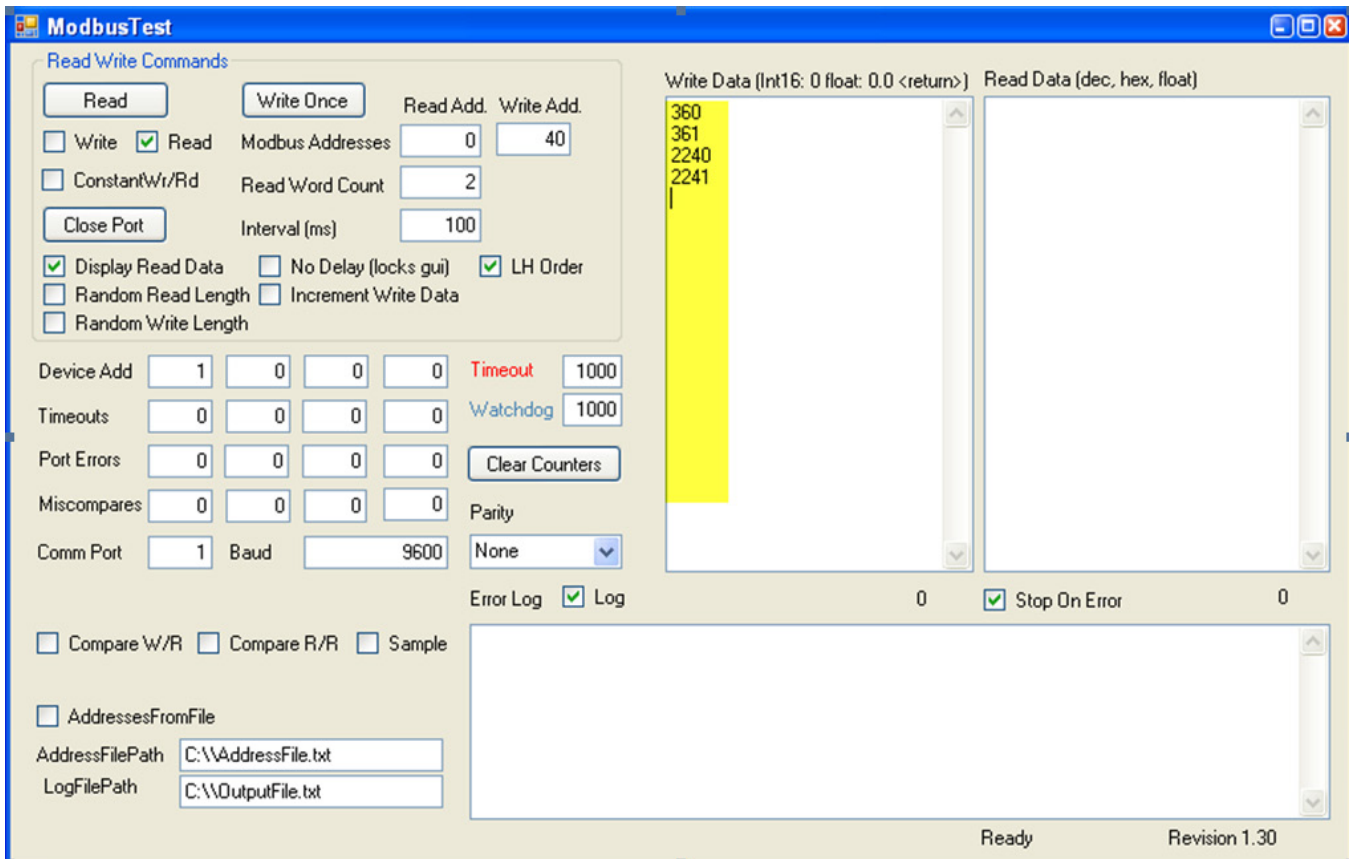 ModbusTest
Read Write Commands
Read
Write Once
Read Add. Write Add.
Write
Read
Modbus Addresses
0
40
ConstantWr/Rd
Read Word Count
2
Close Port
Interval (ms)
100
Display Read Data
No Delay (locks gui)
LH Order
Random Read Length
Increment Write Data
Random Write Length
Write Data (Int16: 0 float: 0.0 <return>)
360
361
2240
2241
Read Data (dec, hex, float)
Device Add 1 0 0 0
Timeout 1000
Timeouts 0 0 0 0
Watchdog 1000
Port Errors 0 0 0 0
Clear Counters
Miscompares 0 0 0 0
Parity
Comm Port 1 Baud 9600
None
Error Log Log
0
Stop On Error
0
Compare W/R Compare R/R Sample
AddressesFromFile
AddressFilePath C:\\AddressFile.txt
LogFilePath C:\\OutputFile.txt
Ready
Revision 1.30